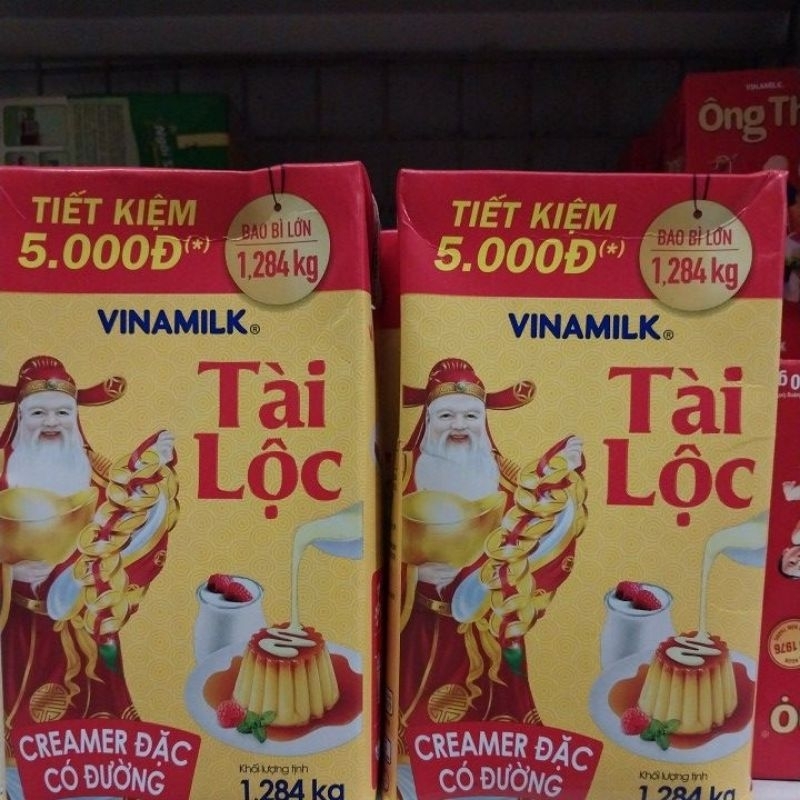 TIẾT KIỆM
5.000Đ(*)
BAO BÌ LỚN
1,284 kg
VINAMILK®
Tài
Lộc
CREAMER ĐẶC
CÓ ĐƯỜNG
Khối lượng tịnh
1,284 kg
TIẾT KIỆM
5.000Đ(*)
BAO BÌ LỚN
1,284 kg
VINAMILK®
Tài
Lộc
CREAMER ĐẶC
CÓ ĐƯỜNG
Khối lượng tịnh
1,284 kg
VINAMILK
Ông Th
1976